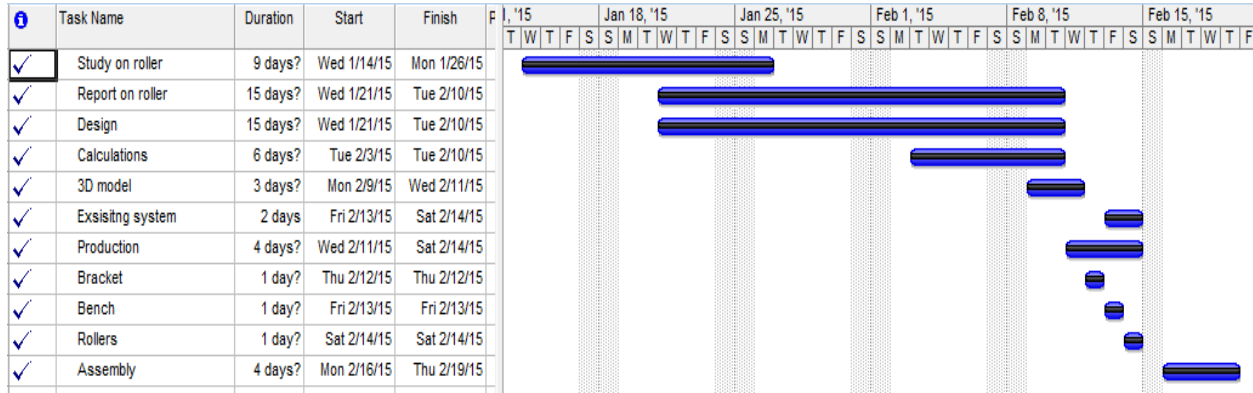 Task Name Duration Start Finish P 1, '15 Jan 18, '15 Jan 25, '15 Feb 1, '15 Feb 8, '15 Feb 15, '15
T W T F S S M T W T F S S M T W T F S S M T W T F S S M T W T F S S M T W T F
Study on roller 9 days? Wed 1/14/15 Mon 1/26/15
Report on roller 15 days? Wed 1/21/15 Tue 2/10/15
Design 15 days? Wed 1/21/15 Tue 2/10/15
Calculations 6 days? Tue 2/3/15 Tue 2/10/15
3D model 3 days? Mon 2/9/15 Wed 2/11/15
Exsisitng system 2 days Fri 2/13/15 Sat 2/14/15
Production 4 days? Wed 2/11/15 Sat 2/14/15
Bracket 1 day? Thu 2/12/15 Thu 2/12/15
Bench 1 day? Fri 2/13/15 Fri 2/13/15
Rollers 1 day? Sat 2/14/15 Sat 2/14/15
Assembly 4 days? Mon 2/16/15 Thu 2/19/15